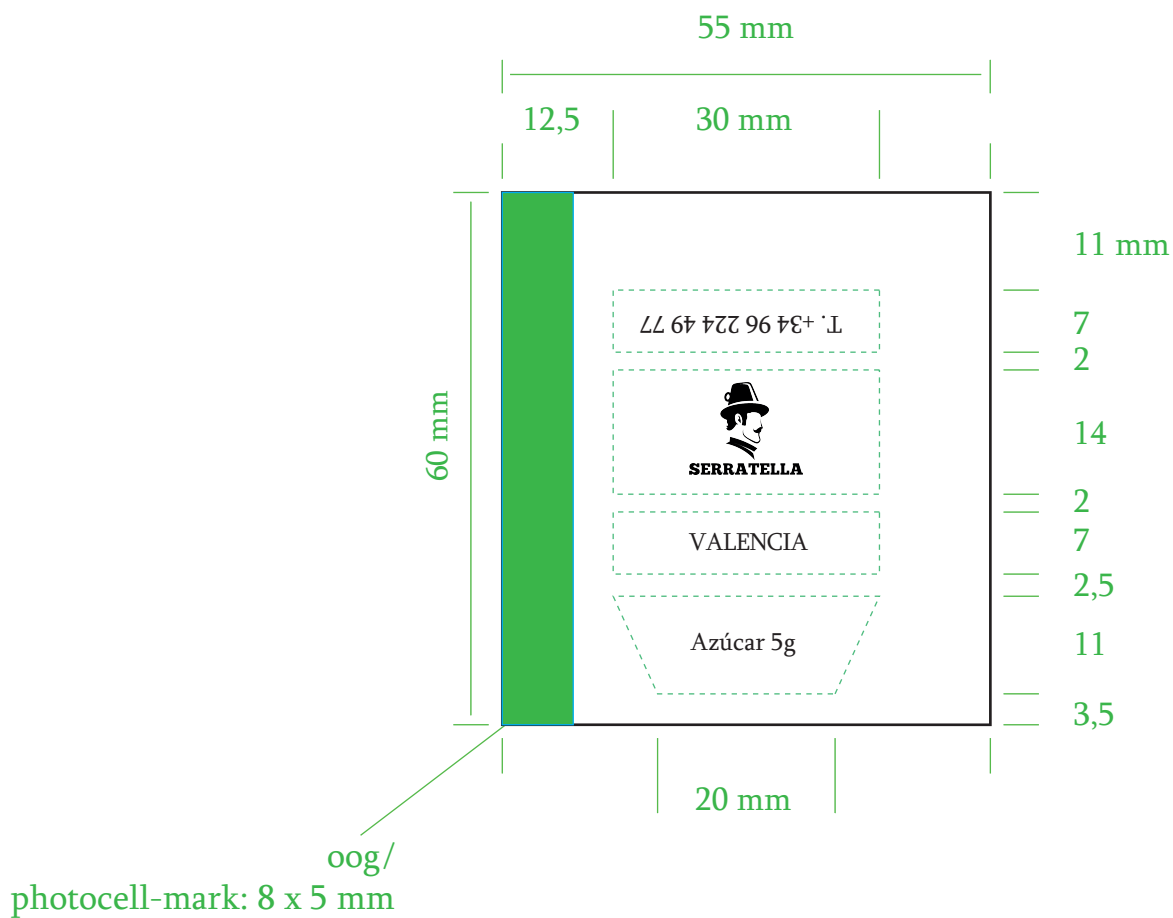 55 mm
12,5
30 mm
11 mm
T. +34 96 224 49 77
7
2
60 mm
14
SERRATELLA
2
VALENCIA
7
2,5
Azúcar 5g
11
3,5
20 mm
oog/
photocell-mark: 8 x 5 mm